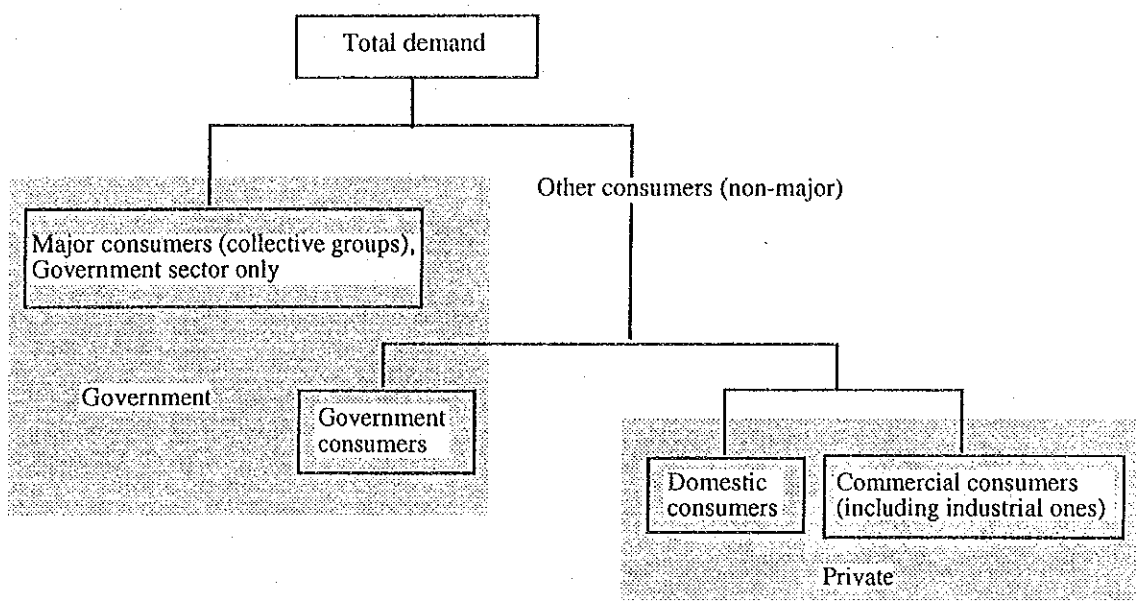 Total demand
Other consumers (non-major)
Major consumers (collective groups),
Government sector only
Government
Government
consumers
Domestic
consumers
Commercial consumers
(including industrial ones)
Private